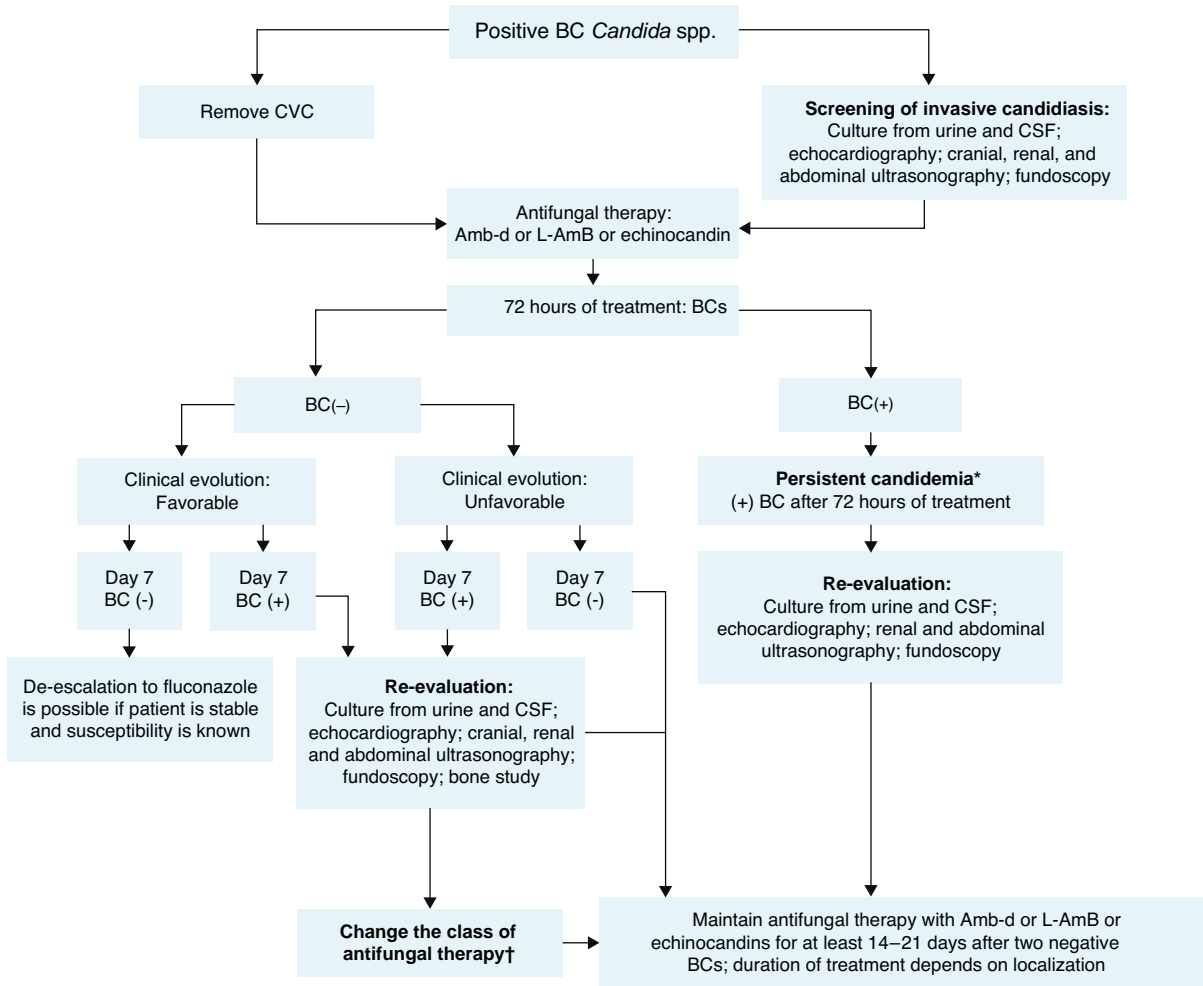 Positive BC Candida spp.
Remove CVC
Screening of invasive candidiasis:
Culture from urine and CSF;
echocardiography; cranial, renal, and
abdominal ultrasonography; fundoscopy
Antifungal therapy:
Amb-d or L-AmB or echinocandin
72 hours of treatment: BCs
BC(–)
BC(+)
Clinical evolution:
Favorable
Clinical evolution:
Unfavorable
Persistent candidemia*
(+) BC after 72 hours of treatment
Day 7
BC (-)
Day 7
BC (+)
Day 7
BC (+)
Day 7
BC (-)
Re-evaluation:
Culture from urine and CSF;
echocardiography; renal and abdominal
ultrasonography; fundoscopy
De-escalation to fluconazole
is possible if patient is stable
and susceptibility is known
Re-evaluation:
Culture from urine and CSF;
echocardiography; cranial, renal
and abdominal ultrasonography;
fundoscopy; bone study
Change the class of
antifungal therapy†
Maintain antifungal therapy with Amb-d or L-AmB or
echinocandins for at least 14–21 days after two negative
BCs; duration of treatment depends on localization